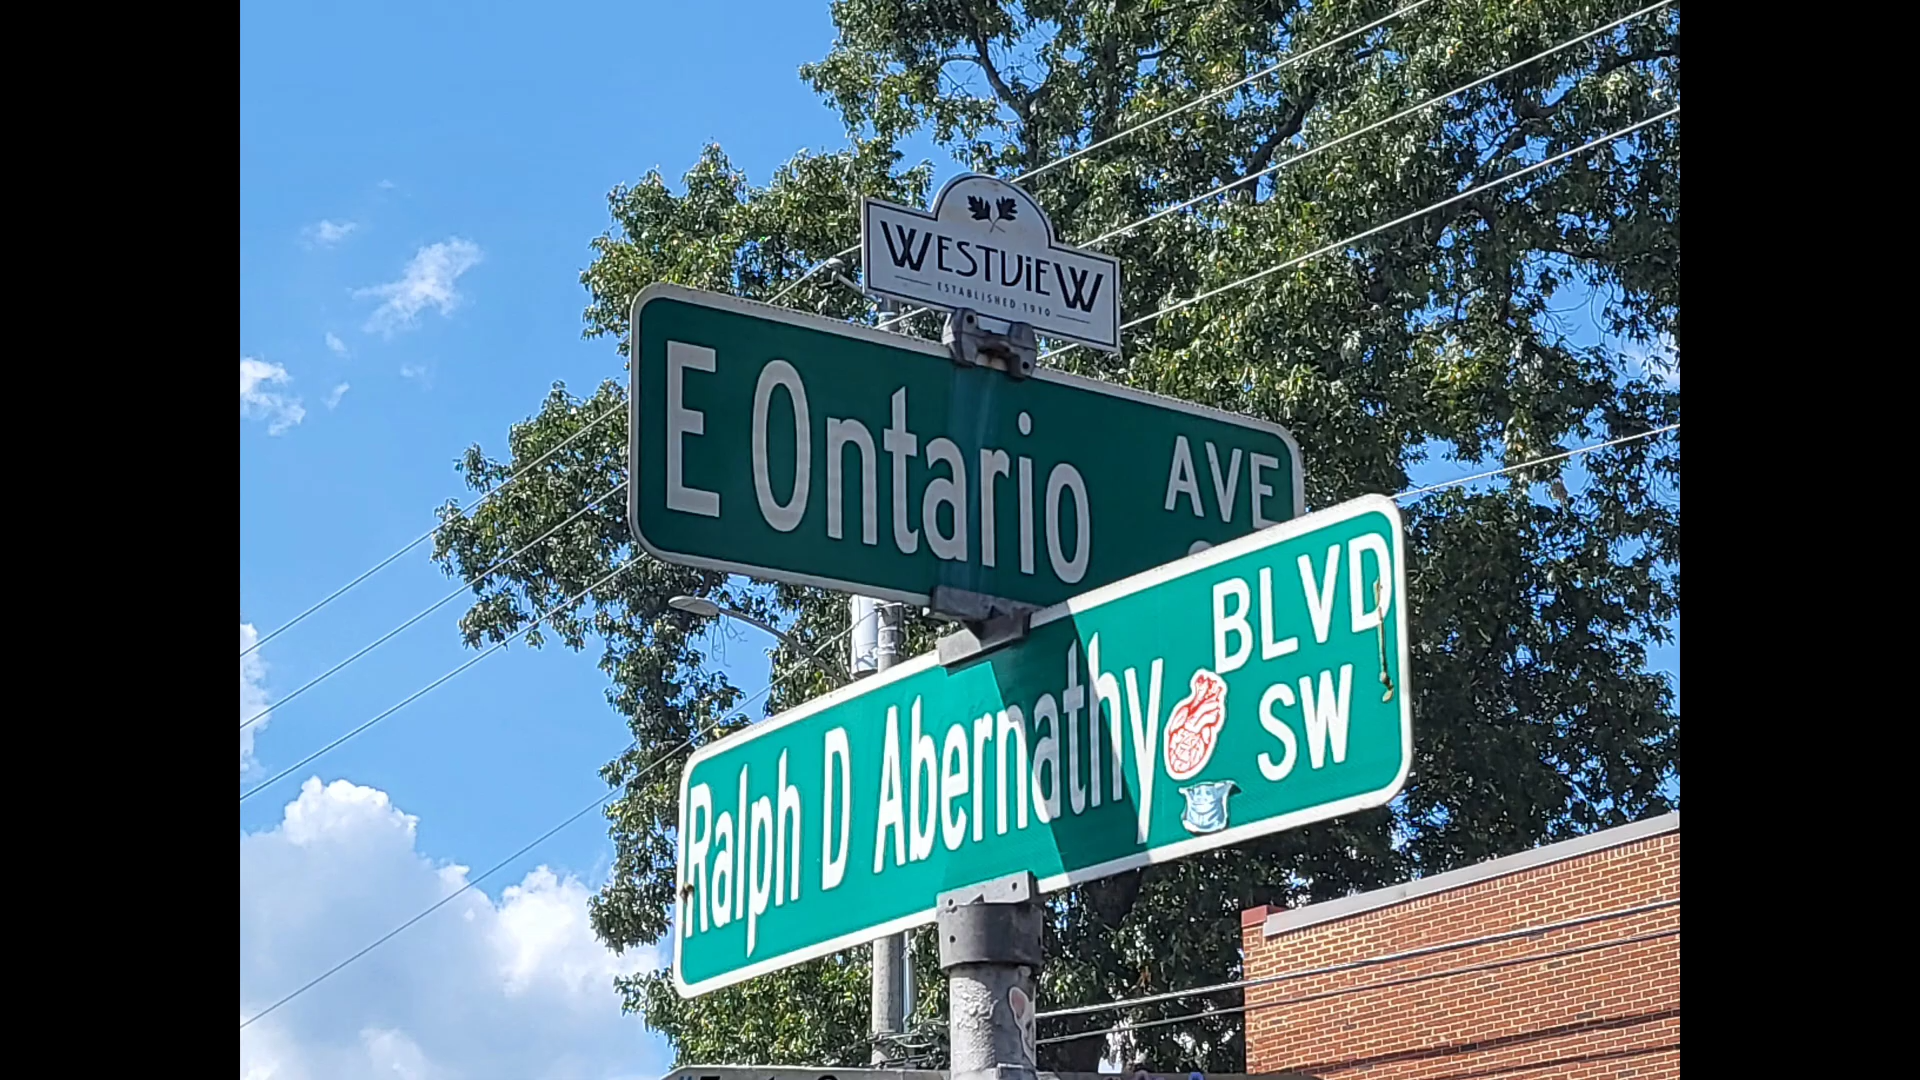 WESTVIEW
ESTABLISHED 1910
E Ontario AVE
Ralph D Abernathy BLVD
SW